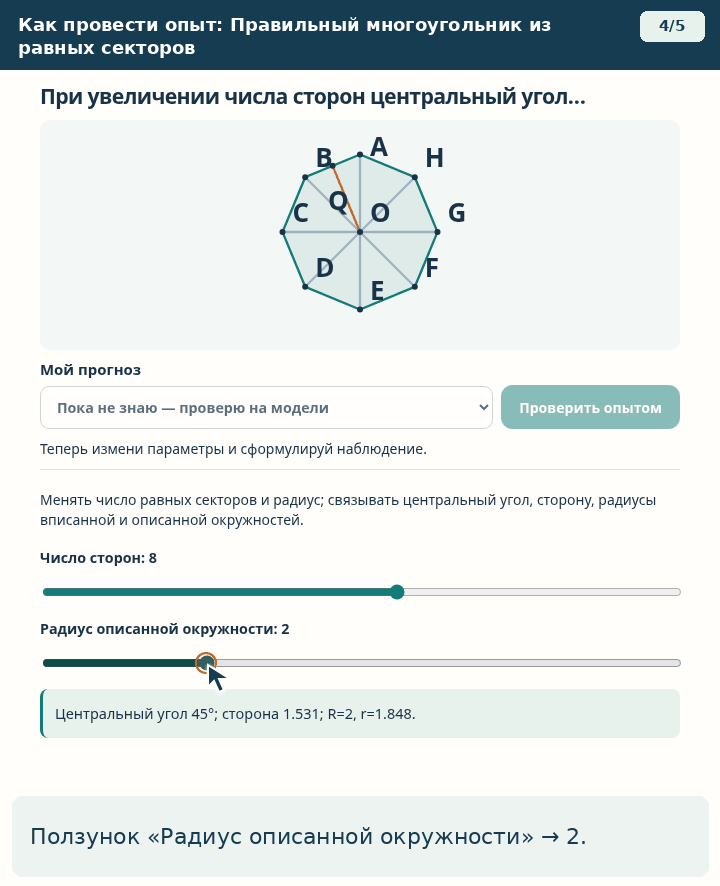 Как провести опыт: Правильный многоугольник из
равных секторов
4/5
При увеличении числа сторон центральный угол…
A
B
H
Q
C
O
G
D
F
E
Мой прогноз
Пока не знаю — проверю на модели
Проверить опытом
Теперь измени параметры и сформулируй наблюдение.
Менять число равных секторов и радиус; связывать центральный угол, сторону, радиусы
вписанной и описанной окружностей.
Число сторон: 8
Радиус описанной окружности: 2
Центральный угол 45°; сторона 1.531; R=2, r=1.848.
Ползунок «Радиус описанной окружности» → 2.